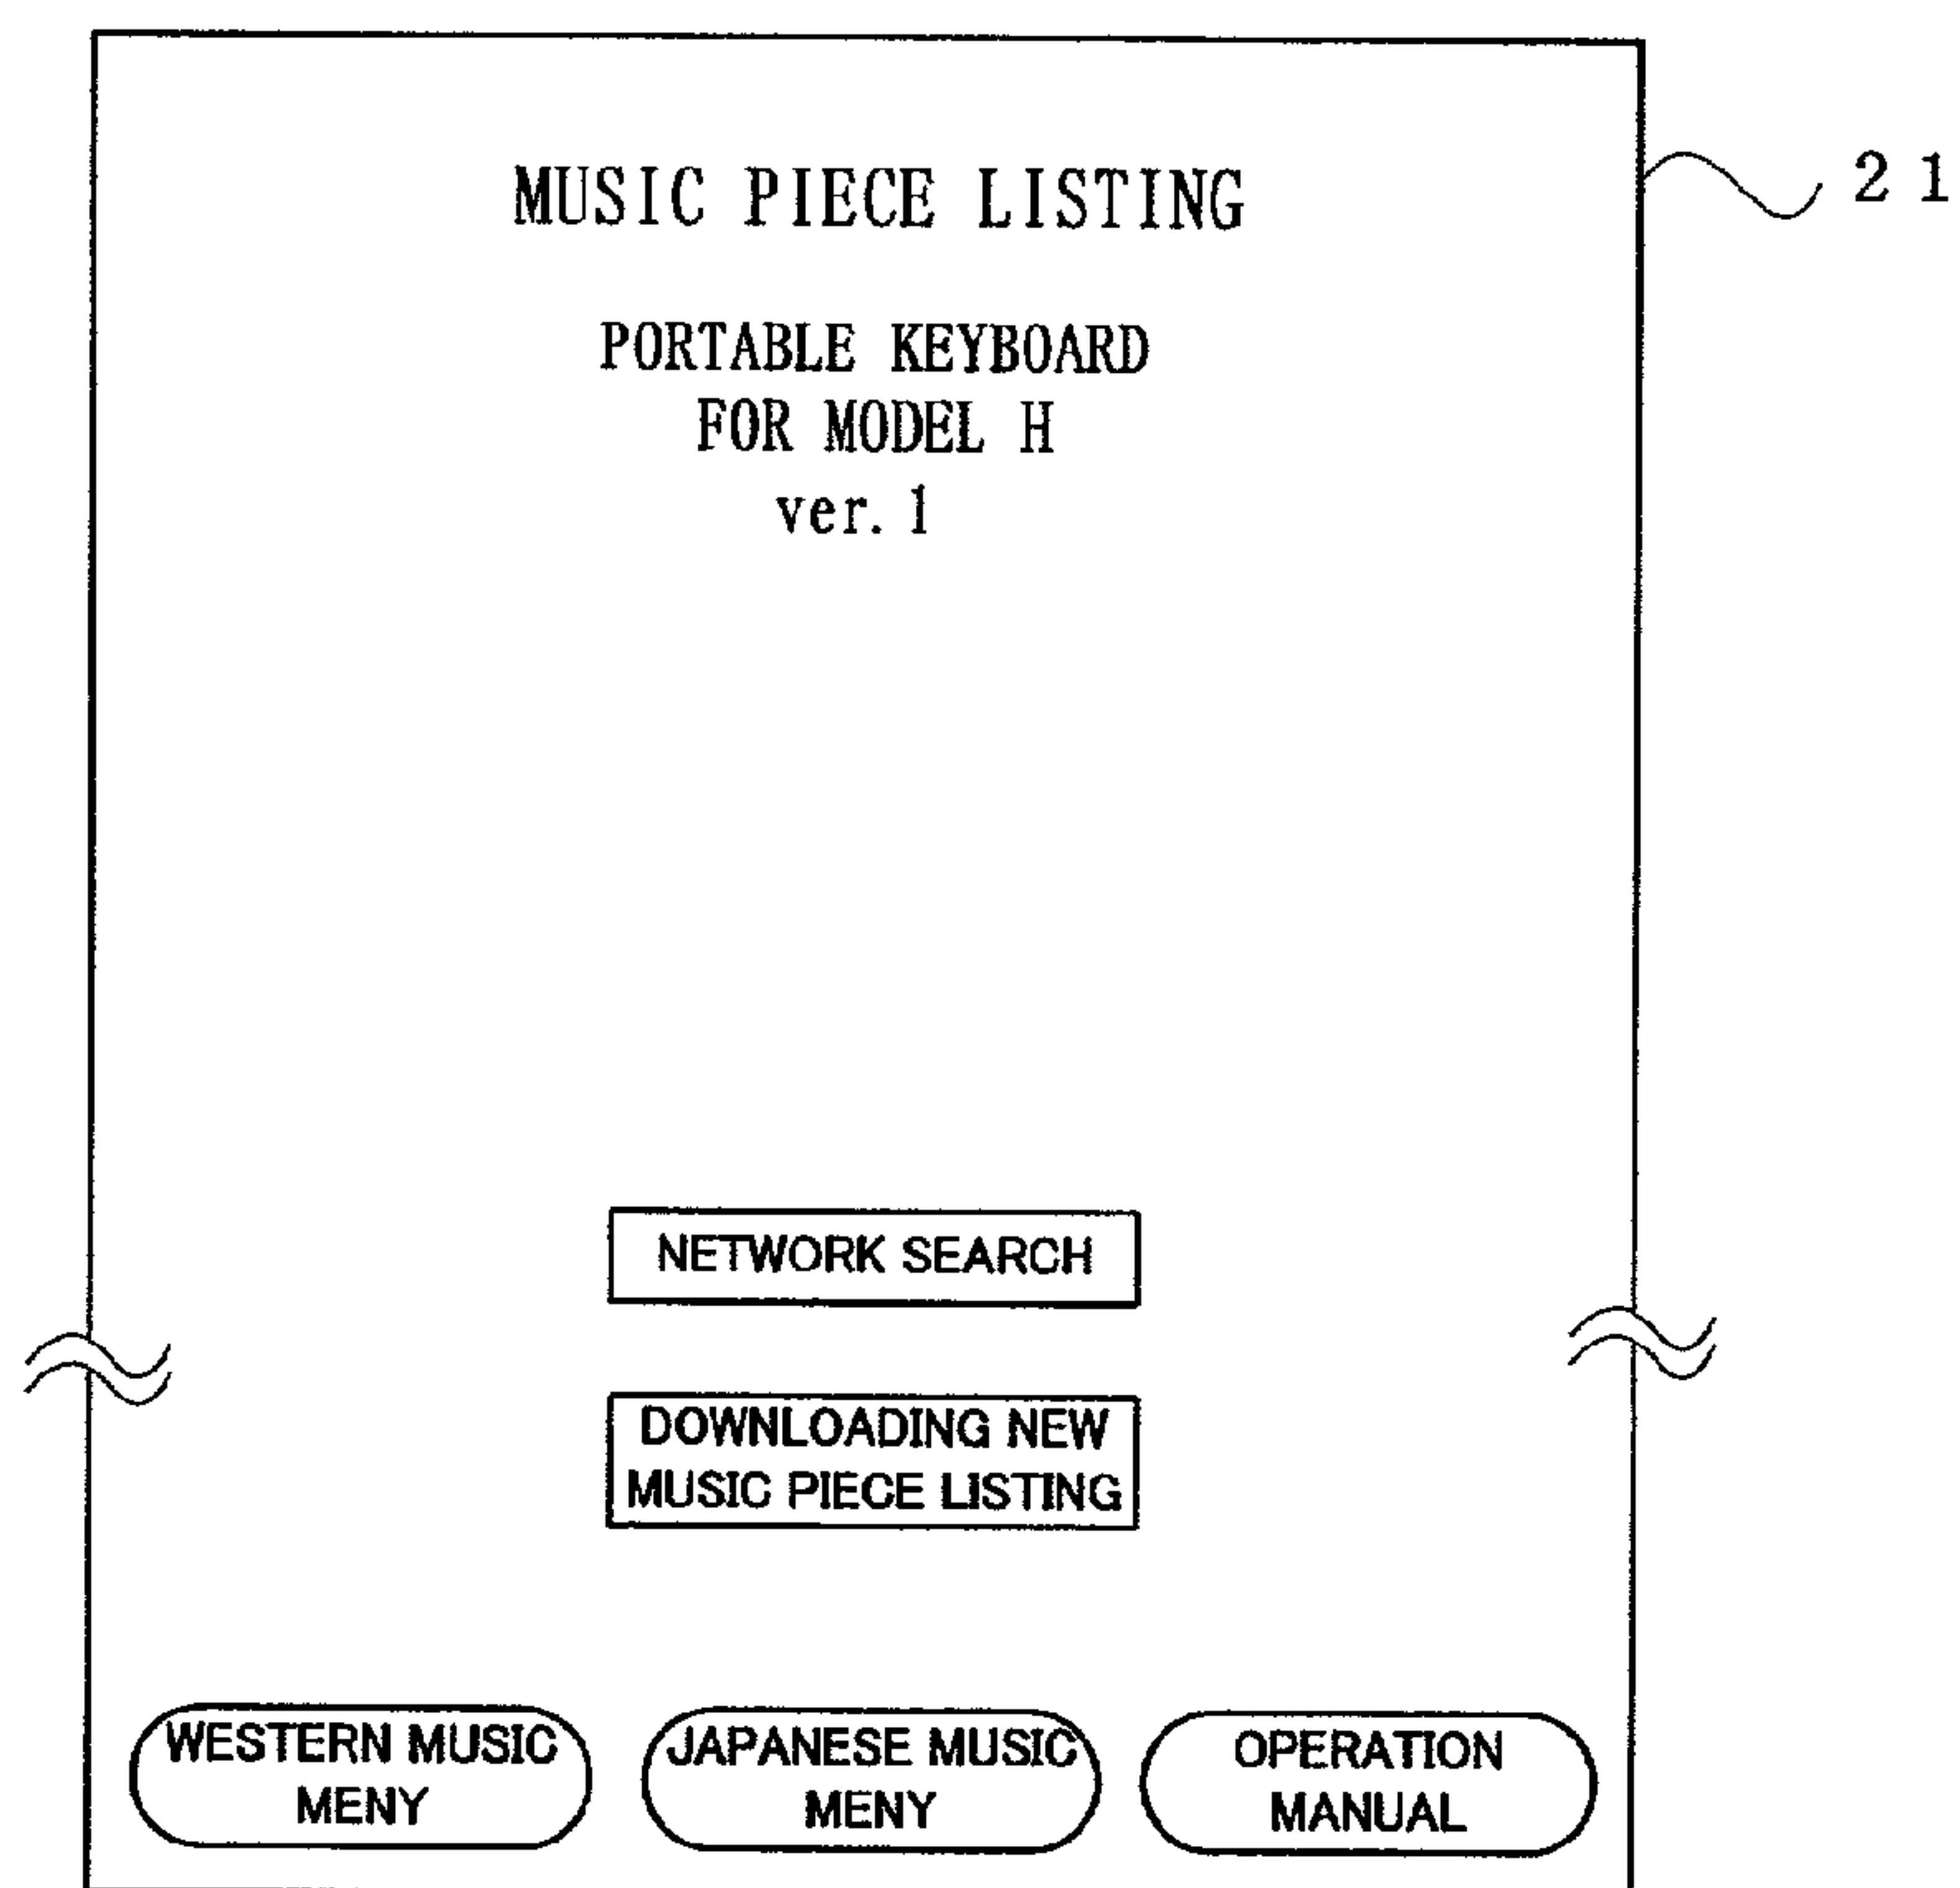 MUSIC PIECE LISTING
21
PORTABLE KEYBOARD
FOR MODEL H
ver. 1
NETWORK SEARCH
DOWNLOADING NEW
MUSIC PIECE LISTING
WESTERN MUSIC
MENY
JAPANESE MUSIC
MENY
OPERATION
MANUAL